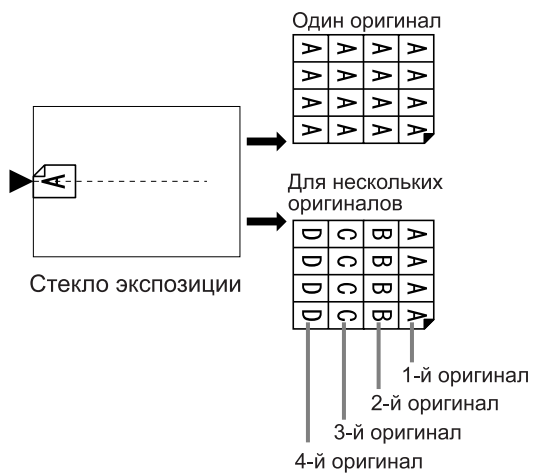 Один оригинал
A A A A
A A A A
A A A A
A A A A
A
Стекло экспозиции
Для нескольких
оригиналов
D C B A
D C B A
D C B A
D C B A
1-й оригинал
2-й оригинал
3-й оригинал
4-й оригинал